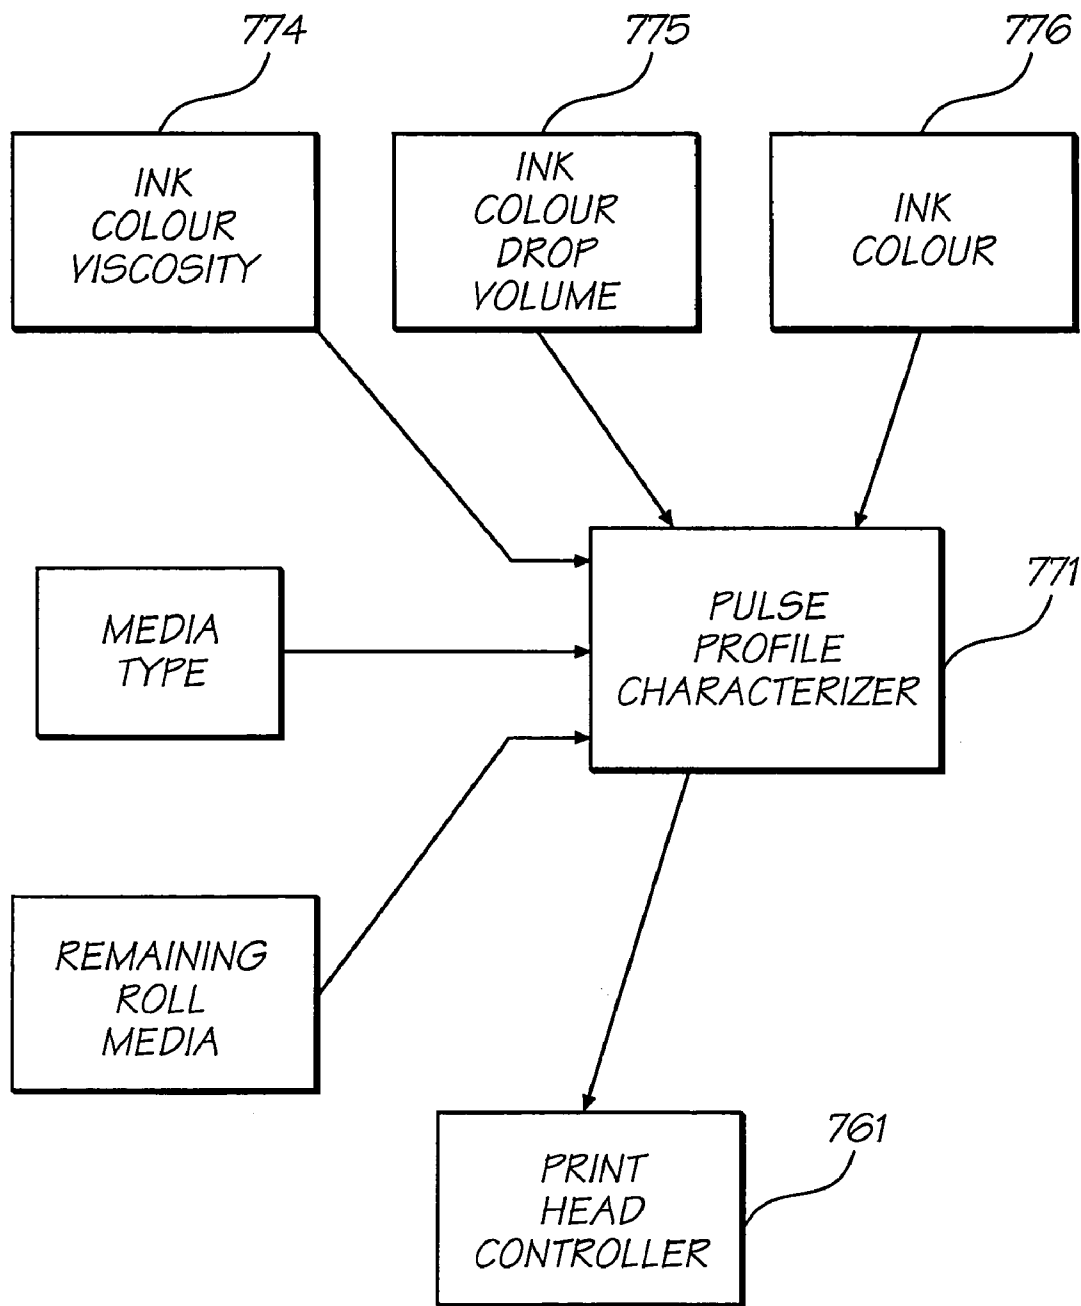 774
775
776
INK
COLOUR
VISCOSITY
INK
COLOUR
DROP
VOLUME
INK
COLOUR
771
MEDIA
TYPE
PULSE
PROFILE
CHARACTERIZER
REMAINING
ROLL
MEDIA
761
PRINT
HEAD
CONTROLLER